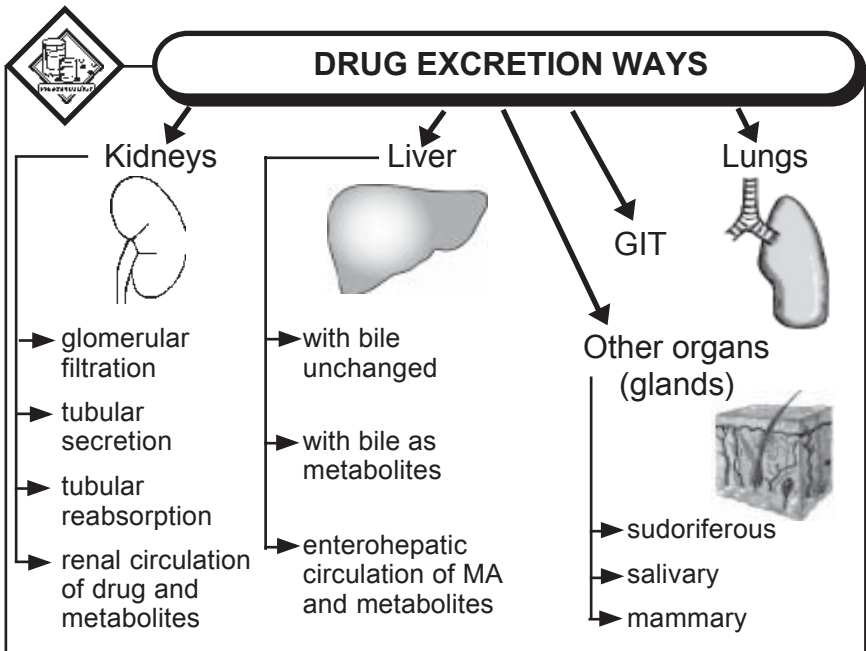 DRUG EXCRETION WAYS
Kidneys
glomerular
filtration
tubular
secretion
tubular
reabsorption
renal circulation
of drug and
metabolites
Liver
with bile
unchanged
with bile as
metabolites
enterohepatic
circulation of MA
and metabolites
GIT
Other organs
(glands)
sudoriferous
salivary
mammary
Lungs